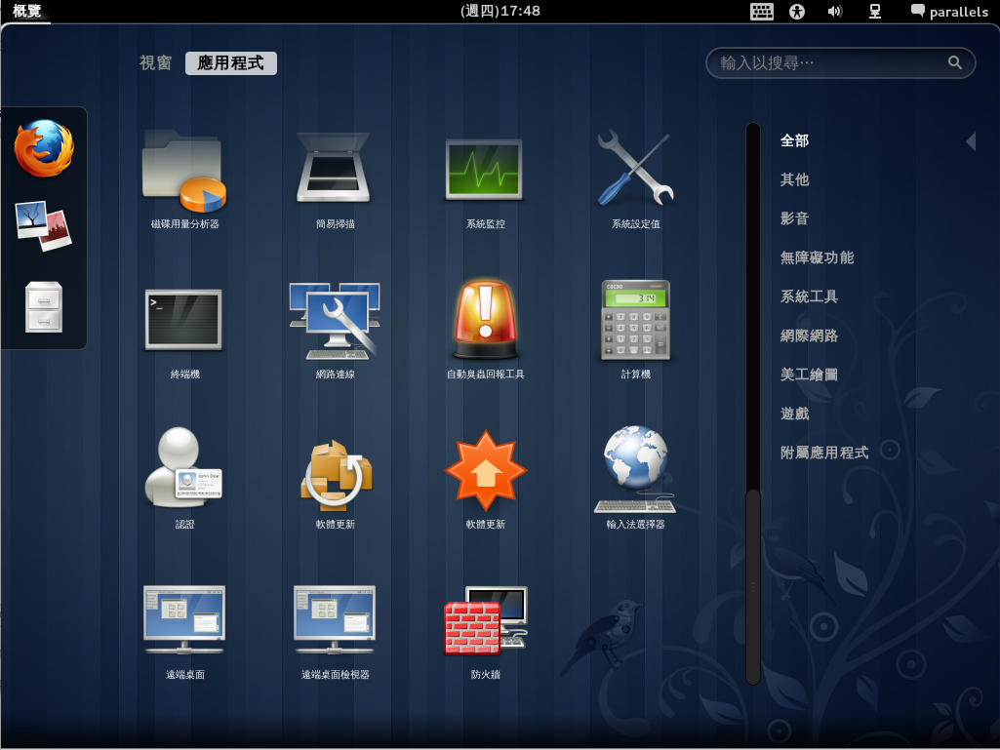 概覽
(週四)17:48
parallels
視窗
應用程式
輸入以搜尋…
磁碟用量分析器
簡易掃描
系統監控
系統設定值
終端機
網路連線
自動臭蟲回報工具
計算機
認證
軟體更新
軟體更新
輸入法選擇器
遠端桌面
遠端桌面檢視器
防火牆
全部
其他
影音
無障礙功能
系統工具
網際網路
美工繪圖
遊戲
附屬應用程式
>_
314
John Doe